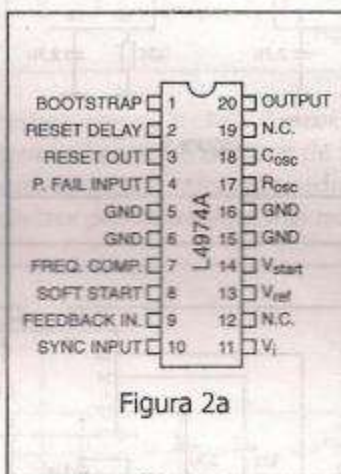 BOOTSTRAP 1 20 OUTPUT
RESET DELAY 2 19 N.C.
RESET OUT 3 18 Cosc
P. FAIL INPUT 4 17 Rosc
GND 5 16 GND
GND 6 15 GND
FREQ. COMP. 7 14 Vstart
SOFT START 8 13 Vref
FEEDBACK IN. 9 12 N.C.
SYNC INPUT 10 11 Vi
L4974A
Figura 2a